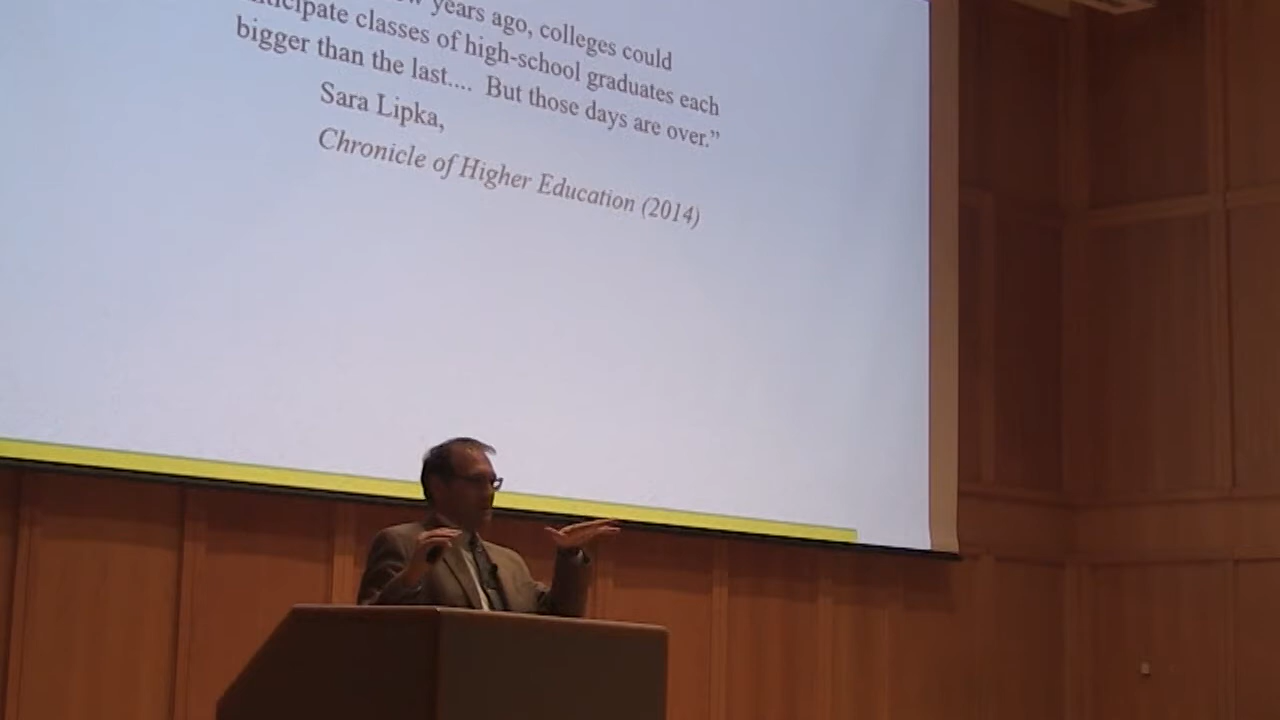 years ago, colleges could
classes of high-school graduates each
bigger than the last.... But those days are over.”
Sara Lipka,
Chronicle of Higher Education (2014)